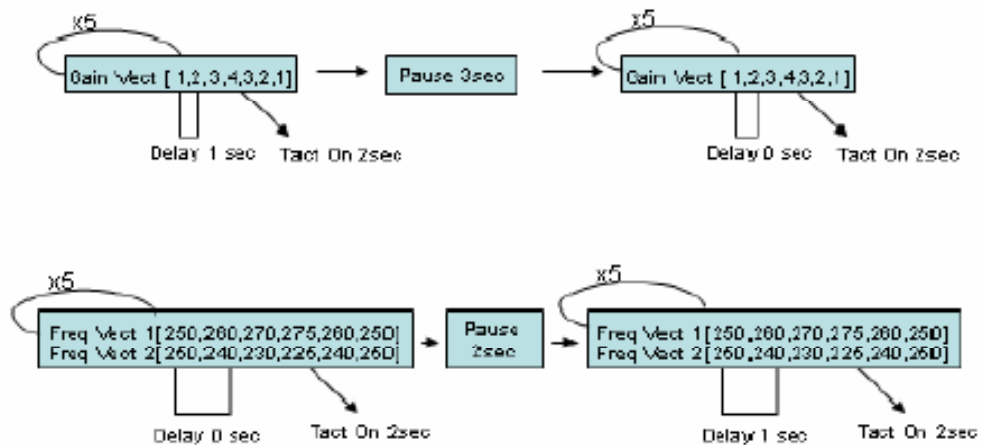 x5
x5
Gain Vect [ 1,2,3,4,3,2,1]
Pause 3sec
Gain Vect [ 1,2,3,4,3,2,1]
Delay 1 sec
Tact On 2sec
Delay 0 sec
Tact On 2sec
x5
x5
Freq Vect 1[250,260,270,275,260,250]
Freq Vect 2[250,240,230,225,240,250]
Pause
2sec
Freq Vect 1[250,260,270,275,260,250]
Freq Vect 2[250,240,230,225,240,250]
Delay 0 sec
Tact On 2sec
Delay 1 sec
Tact On 2sec